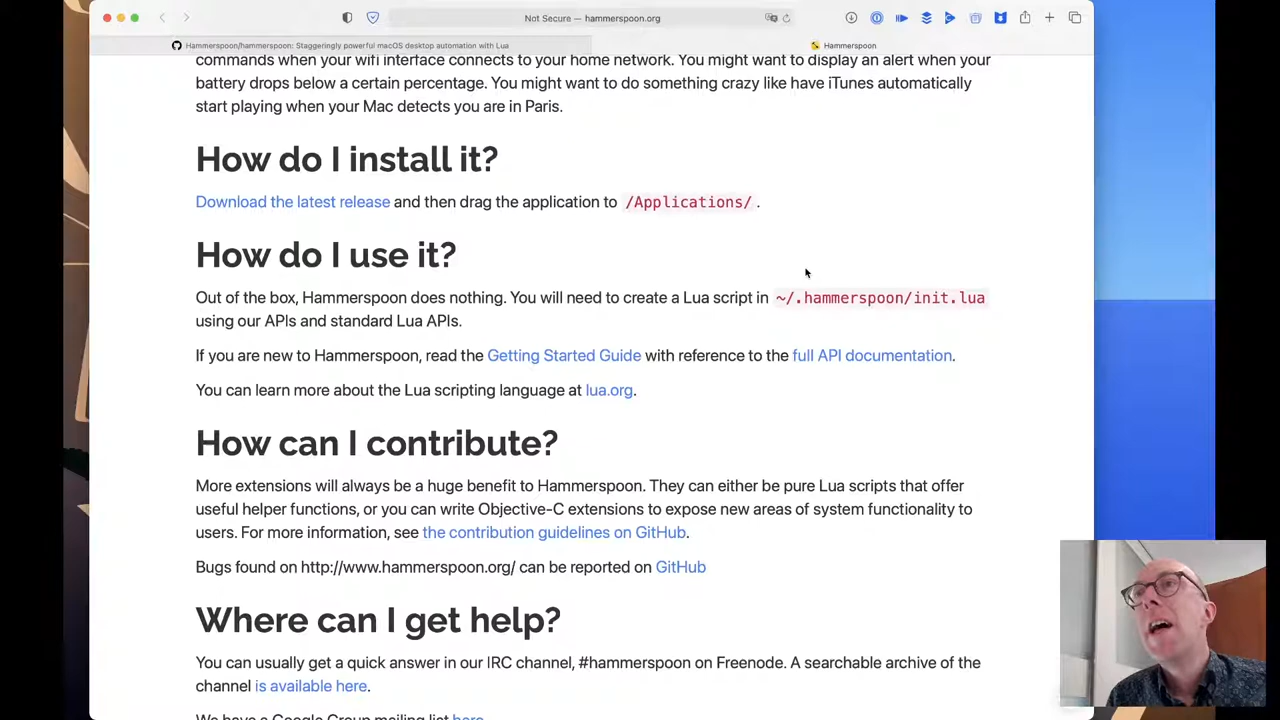 Not Secure — hammerspoon.org
Hammerspoon/hammerspoon: Staggeringly powerful macOS desktop automation with Lua
Hammerspoon
commands when your wifi interface connects to your home network. You might want to display an alert when your
battery drops below a certain percentage. You might want to do something crazy like have iTunes automatically
start playing when your Mac detects you are in Paris.
How do I install it?
Download the latest release and then drag the application to /Applications/ .
How do I use it?
Out of the box, Hammerspoon does nothing. You will need to create a Lua script in ~/.hammerspoon/init.lua
using our APIs and standard Lua APIs.
If you are new to Hammerspoon, read the Getting Started Guide with reference to the full API documentation.
You can learn more about the Lua scripting language at lua.org.
How can I contribute?
More extensions will always be a huge benefit to Hammerspoon. They can either be pure Lua scripts that offer
useful helper functions, or you can write Objective-C extensions to expose new areas of system functionality to
users. For more information, see the contribution guidelines on GitHub.
Bugs found on http://www.hammerspoon.org/ can be reported on GitHub
Where can I get help?
You can usually get a quick answer in our IRC channel, #hammerspoon on Freenode. A searchable archive of the
channel is available here.
We have a Google Group mailing list here.